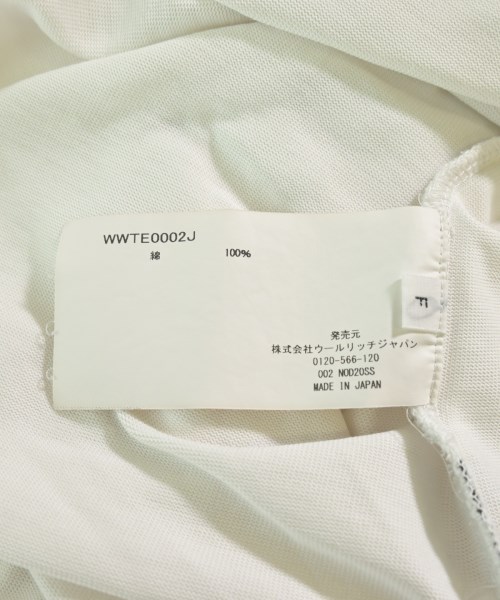 WWTE0002J
綿 100%
F
発売元
株式会社ウールリッチジャパン
0120-566-120
002 NOD20SS
MADE IN JAPAN